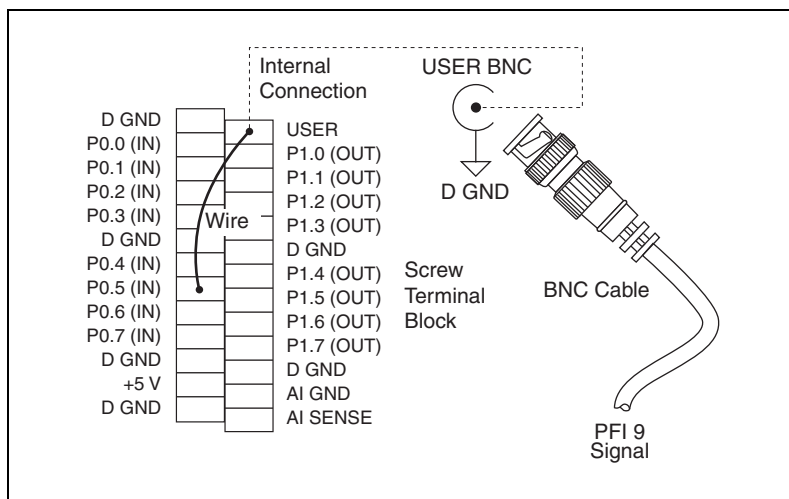 Internal
Connection
USER BNC
D GND
P0.0 (IN)
P0.1 (IN)
P0.2 (IN)
P0.3 (IN)
D GND
P0.4 (IN)
P0.5 (IN)
P0.6 (IN)
P0.7 (IN)
D GND
+5 V
D GND
Wire
USER
P1.0 (OUT)
P1.1 (OUT)
P1.2 (OUT)
P1.3 (OUT)
D GND
P1.4 (OUT)
P1.5 (OUT)
P1.6 (OUT)
P1.7 (OUT)
D GND
AI GND
AI SENSE
Screw
Terminal
Block
D GND
BNC Cable
PFI 9
Signal